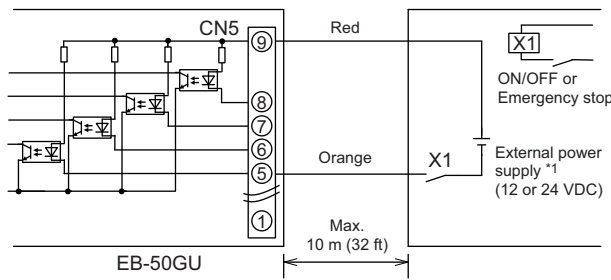 CN5
Red
X1
ON/OFF or
Emergency stop
9
8
7
6
5
1
Orange
X1
External power
supply *1
(12 or 24 VDC)
Max.
10 m (32 ft)
EB-50GU